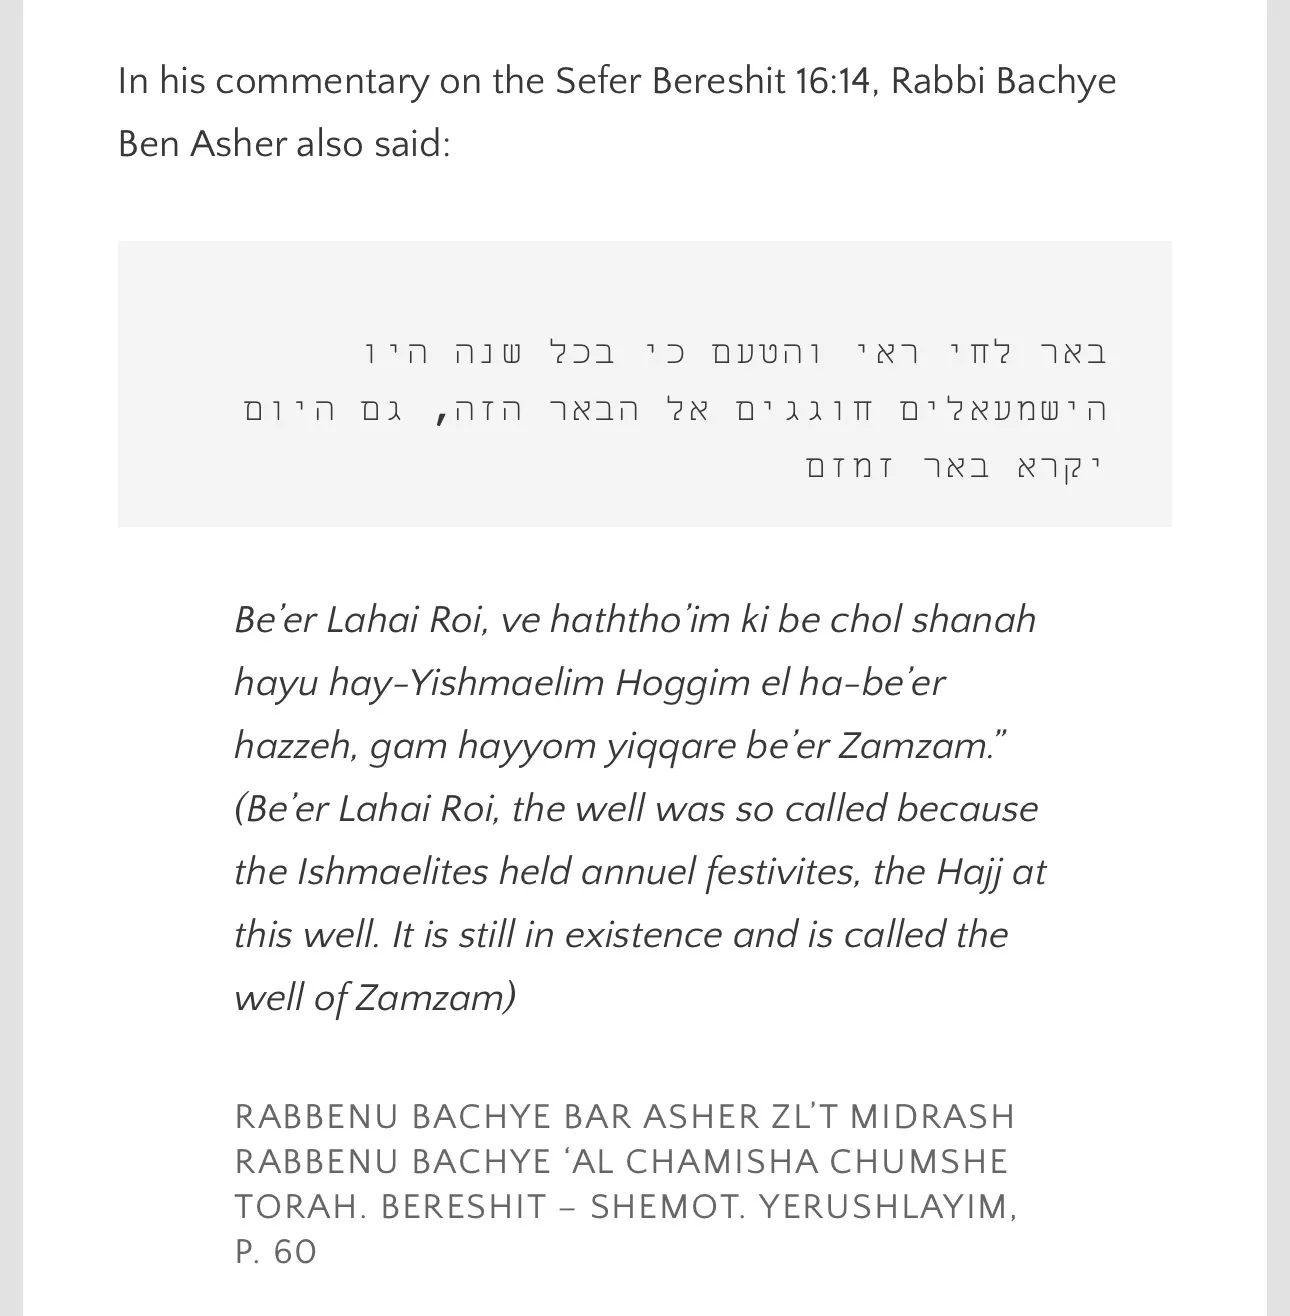 In his commentary on the Sefer Bereshit 16:14, Rabbi Bachye
Ben Asher also said:
באר לחי ראי והטעם כי בכל שנה היו
הישמעאלים חוגגים אל הבאר הזה, גם היום
יקרא באר זמזם
Be’er Lahai Roi, ve haththo’im ki be chol shanah
hayu hay-Yishmaelim Hoggim el ha-be’er
hazzeh, gam hayyom yiqqare be’er Zamzam.”
(Be’er Lahai Roi, the well was so called because
the Ishmaelites held annuel festivites, the Hajj at
this well. It is still in existence and is called the
well of Zamzam)
RABBENU BACHYE BAR ASHER ZL’T MIDRASH
RABBENU BACHYE ‘AL CHAMISHA CHUMSHE
TORAH. BERESHIT – SHEMOT. YERUSHLAYIM,
P. 60